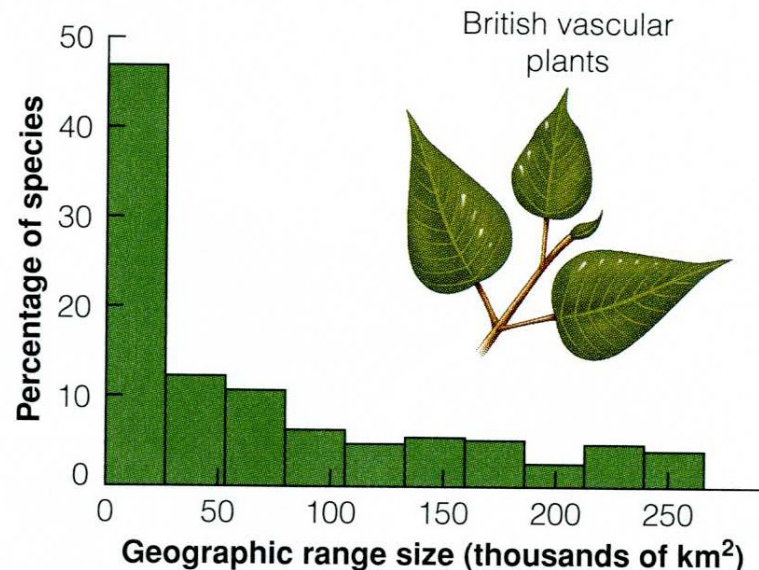 British vascular
plants
Percentage of species
50
40
30
20
10
0
0 50 100 150 200 250
Geographic range size (thousands of km²)